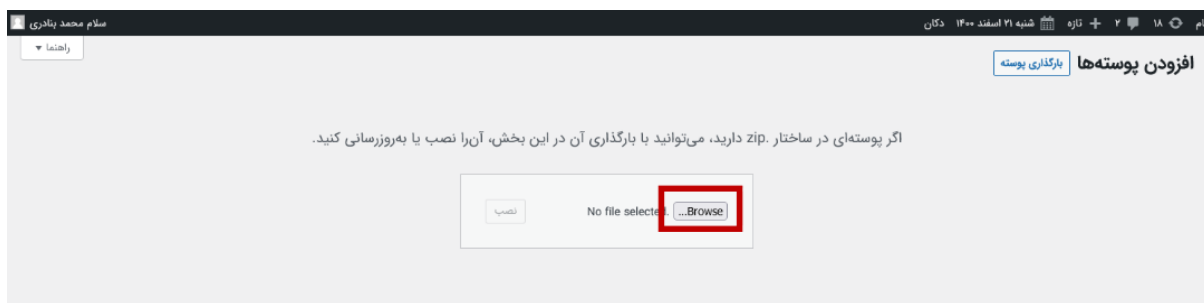 ۱۸ ۲ تازه شنبه ۲۱ اسفند ۱۴۰۰ دکان سلام محمد بنادری
راهنما
افزودن پوسته‌ها بارگذاری پوسته
اگر پوسته‌ای در ساختار .zip دارید، می‌توانید با بارگذاری آن در این بخش، آن‌را نصب یا به‌روزرسانی کنید.
Browse... No file selected. نصب